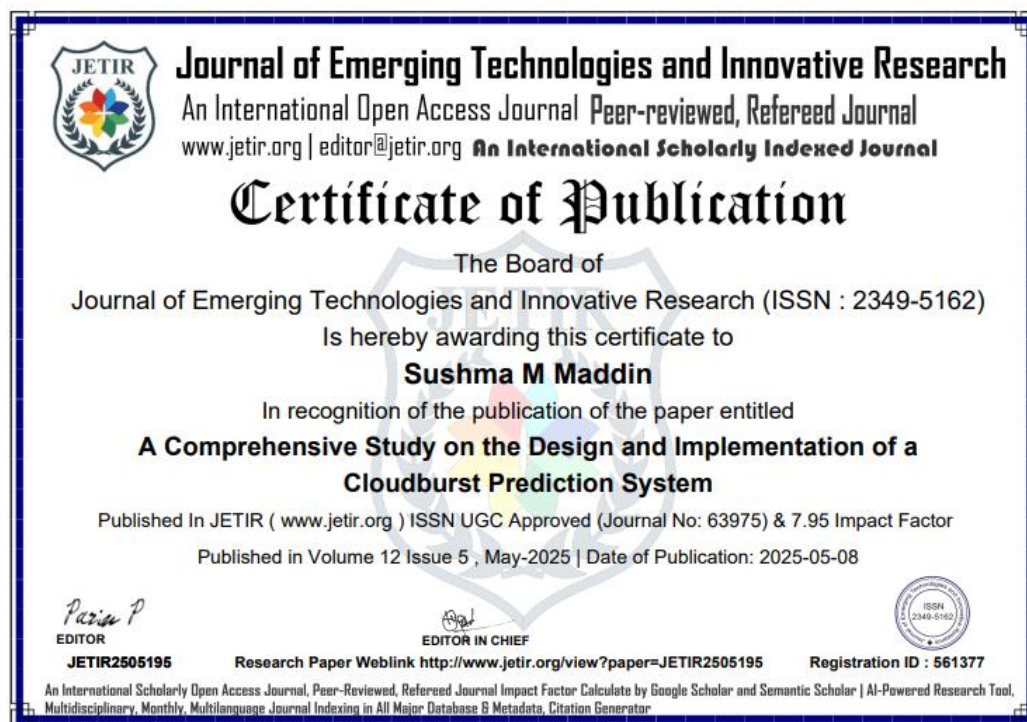 JETIR
Journal of Emerging Technologies and Innovative Research
An International Open Access Journal Peer-reviewed, Refereed Journal
www.jetir.org | editor@jetir.org An International Scholarly Indexed Journal
Certificate of Publication
The Board of
Journal of Emerging Technologies and Innovative Research (ISSN : 2349-5162)
Is hereby awarding this certificate to
Sushma M Maddin
In recognition of the publication of the paper entitled
A Comprehensive Study on the Design and Implementation of a
Cloudburst Prediction System
Published In JETIR ( www.jetir.org ) ISSN UGC Approved (Journal No: 63975) & 7.95 Impact Factor
Published in Volume 12 Issue 5 , May-2025 | Date of Publication: 2025-05-08
EDITOR
EDITOR IN CHIEF
ISSN
2349-5162
JETIR2505195 Research Paper Weblink http://www.jetir.org/view?paper=JETIR2505195 Registration ID : 561377
An International Scholarly Open Access Journal, Peer-Reviewed, Refereed Journal Impact Factor Calculate by Google Scholar and Semantic Scholar | AI-Powered Research Tool,
Multidisciplinary, Monthly, Multilanguage Journal Indexing in All Major Database & Metadata, Citation Generator